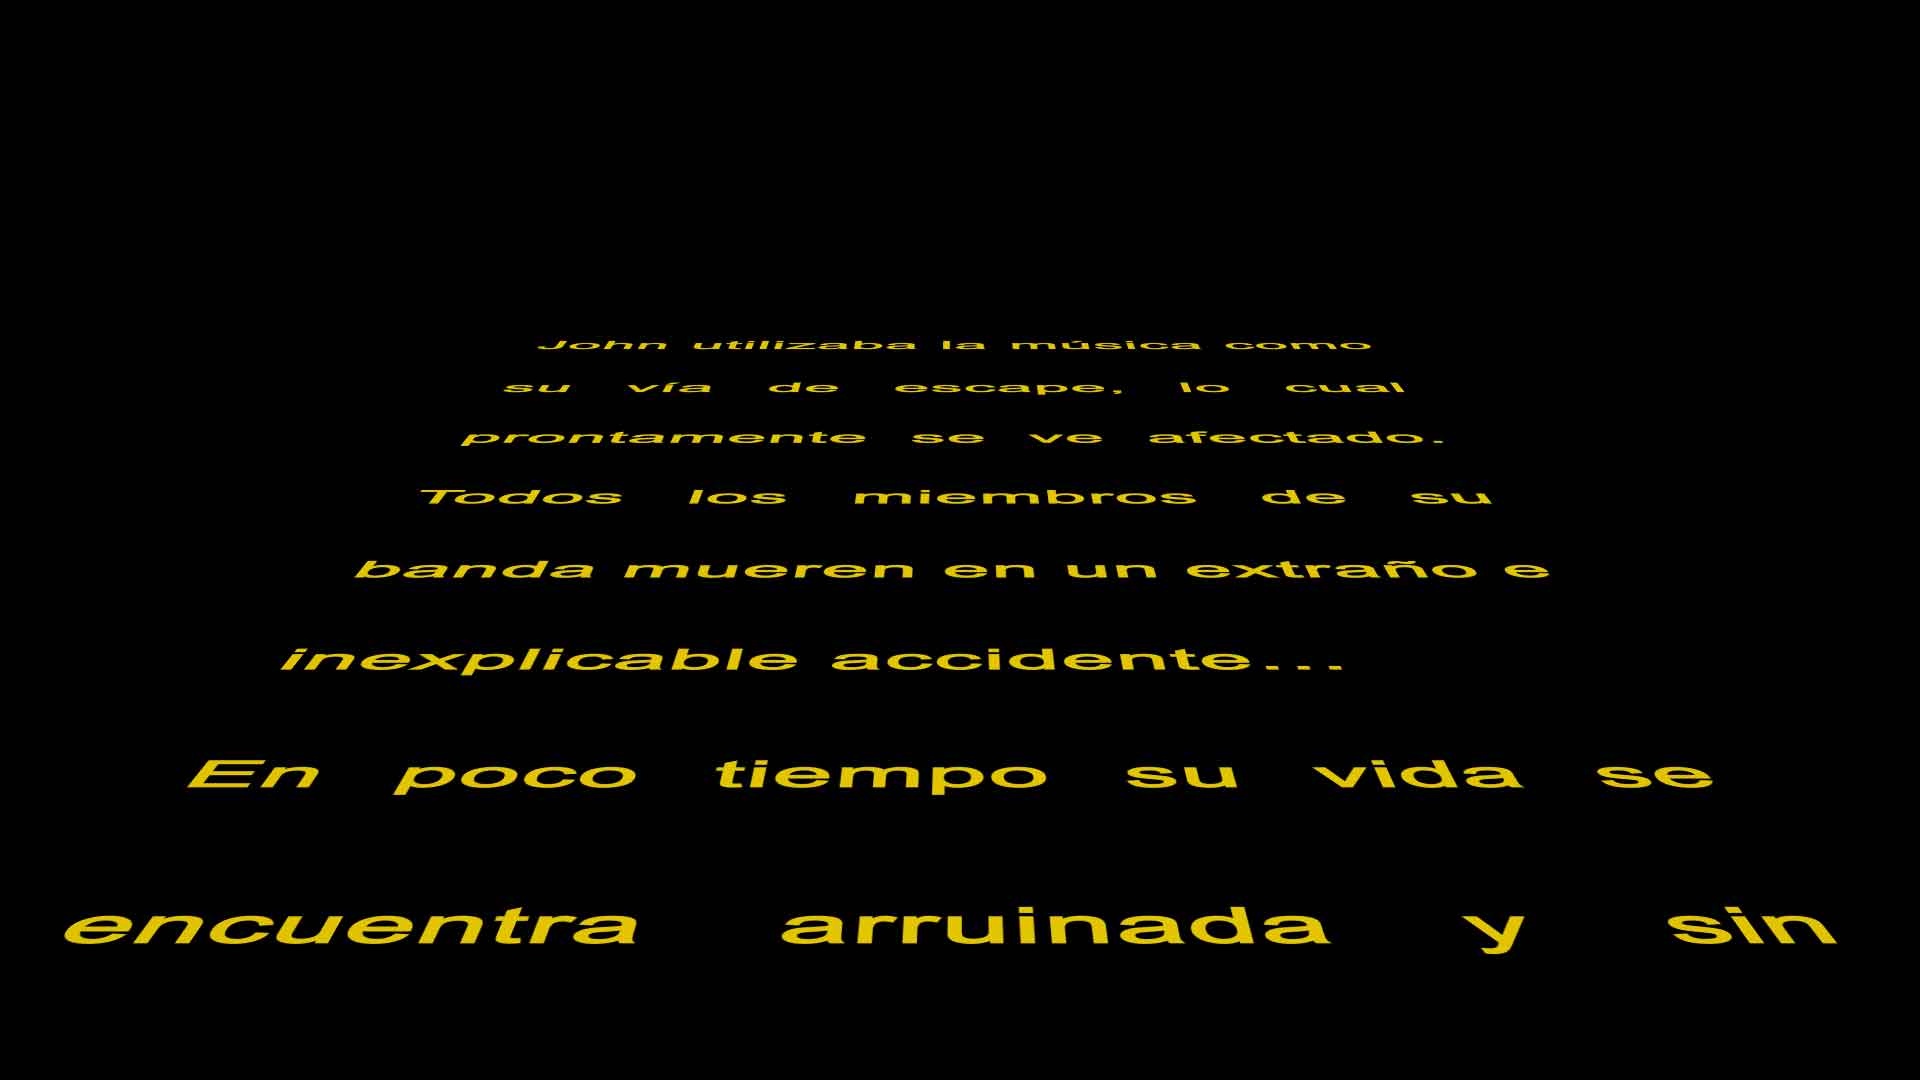 John utilizaba la música como
su vía de escape, lo cual
prontamente se ve afectado.
Todos los miembros de su
banda mueren en un extraño e
inexplicable accidente...
En poco tiempo su vida se
encuentra arruinada y sin